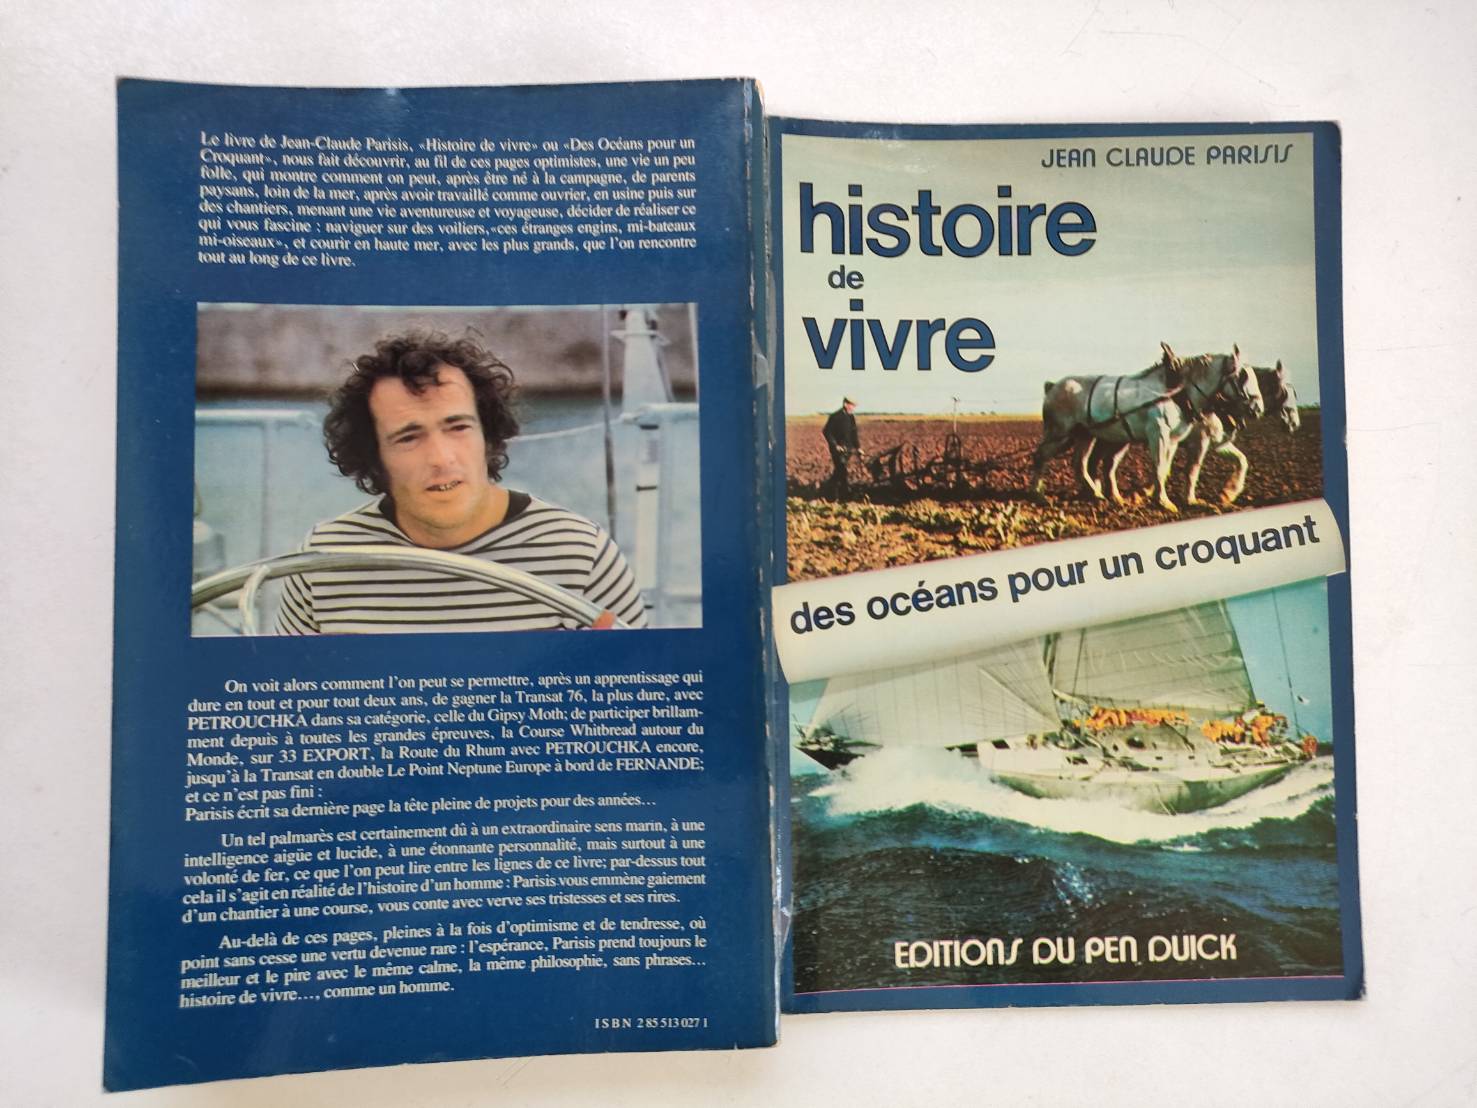 Le livre de Jean-Claude Parisis, «Histoire de vivre» ou «Des Océans pour un
Croquant», nous fait découvrir, au fil de ces pages optimistes, une vie un peu
folle, qui montre comment on peut, après être né à la campagne, de parents
paysans, loin de la mer, après avoir travaillé comme ouvrier, en usine puis sur
des chantiers, menant une vie aventureuse et voyageuse, décider de réaliser ce
qui vous fascine : naviguer sur des voiliers,«ces étranges engins, mi-bateaux
mi-oiseaux», et courir en haute mer, avec les plus grands, que l'on rencontre
tout au long de ce livre.
On voit alors comment l'on peut se permettre, après un apprentissage qui
dure en tout et pour tout deux ans, de gagner la Transat 76, la plus dure, avec
PETROUCHKA dans sa catégorie, celle du Gipsy Moth; de participer brillam-
ment depuis à toutes les grandes épreuves, la Course Whitbread autour du
Monde, sur 33 EXPORT, la Route du Rhum avec PETROUCHKA encore,
jusqu'à la Transat en double Le Point Neptune Europe à bord de FERNANDE;
et ce n'est pas fini :
Parisis écrit sa dernière page la tête pleine de projets pour des années...
Un tel palmarès est certainement dû à un extraordinaire sens marin, à une
intelligence aigüe et lucide, à une étonnante personnalité, mais surtout à une
volonté de fer, ce que l'on peut lire entre les lignes de ce livre; par-dessus tout
cela il s'agit en réalité de l'histoire d'un homme : Parisis vous emmène gaiement
d'un chantier à une course, vous conte avec verve ses tristesses et ses rires.
Au-delà de ces pages, pleines à la fois d'optimisme et de tendresse, où
point sans cesse une vertu devenue rare : l'espérance, Parisis prend toujours le
meilleur et le pire avec le même calme, la même philosophie, sans phrases...
histoire de vivre..., comme un homme.
ISBN 2 85 513 027 1
JEAN CLAUDE PARISIS
histoire
de
vivre
des océans pour un croquant
EDITIONS DU PEN DUICK